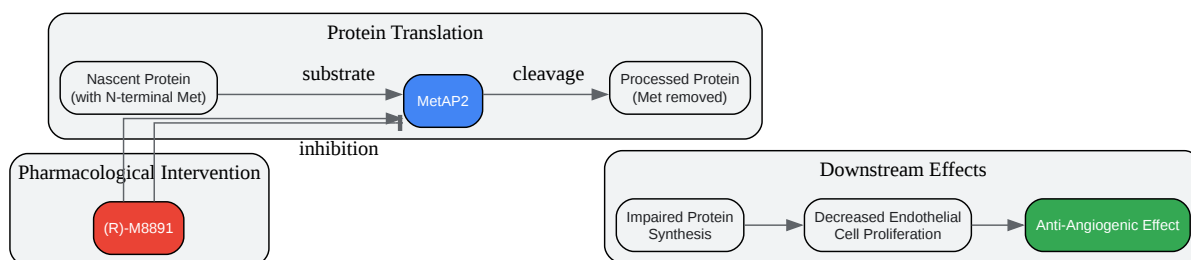 Protein Translation
Nascent Protein
(with N-terminal Met)
substrate
MetAP2
cleavage
Processed Protein
(Met removed)
inhibition
Pharmacological Intervention
(R)-M8891
Downstream Effects
Impaired Protein
Synthesis
Decreased Endothelial
Cell Proliferation
Anti-Angiogenic Effect